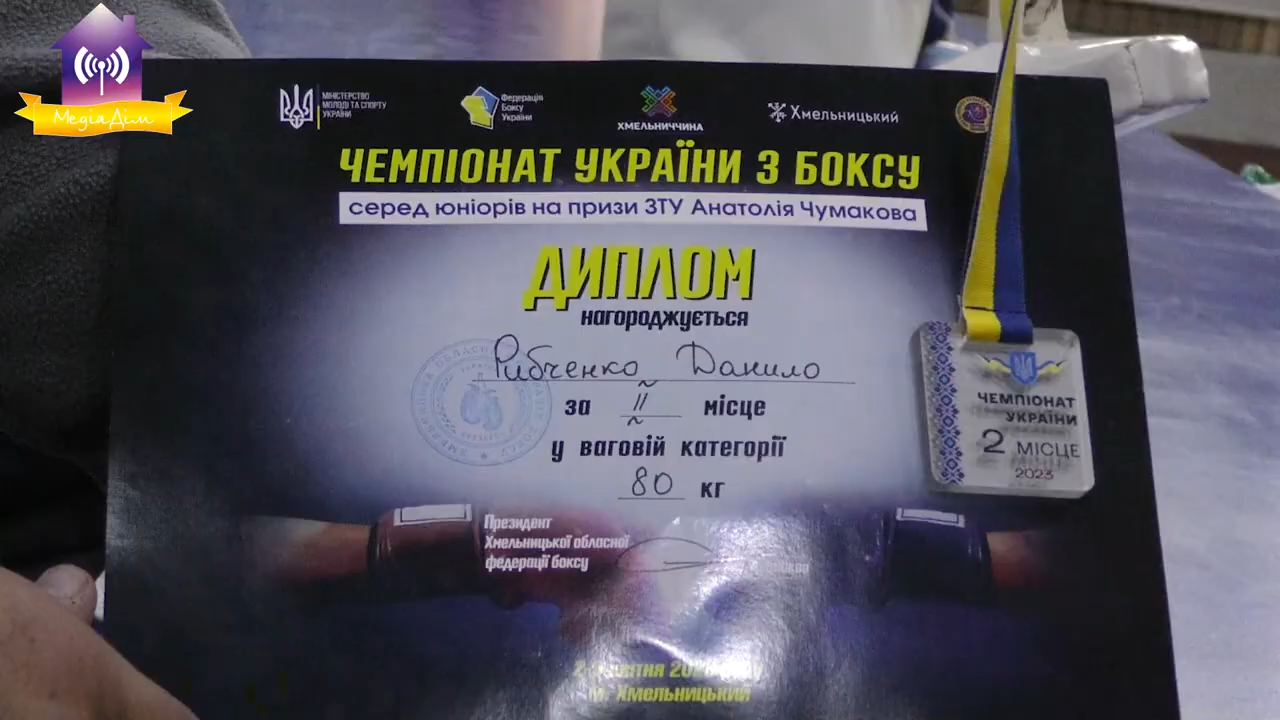 МедіаДім
МІНІСТЕРСТВО
МОЛОДІ ТА СПОРТУ
УКРАЇНИ
Федерація
Боксу
України
ХМЕЛЬНИЧЧИНА
Хмельницький
ЧЕМПІОНАТ УКРАЇНИ З БОКСУ
серед юніорів на призи ЗТУ Анатолія Чумакова
ДИПЛОМ
нагороджується
Рибченко Данило
за II місце
у ваговій категорії
80 кг
Президент
Хмельницької обласної
федерації боксу
м. Хмельницький
ЧЕМПІОНАТ
УКРАЇНИ
2 МІСЦЕ
2023